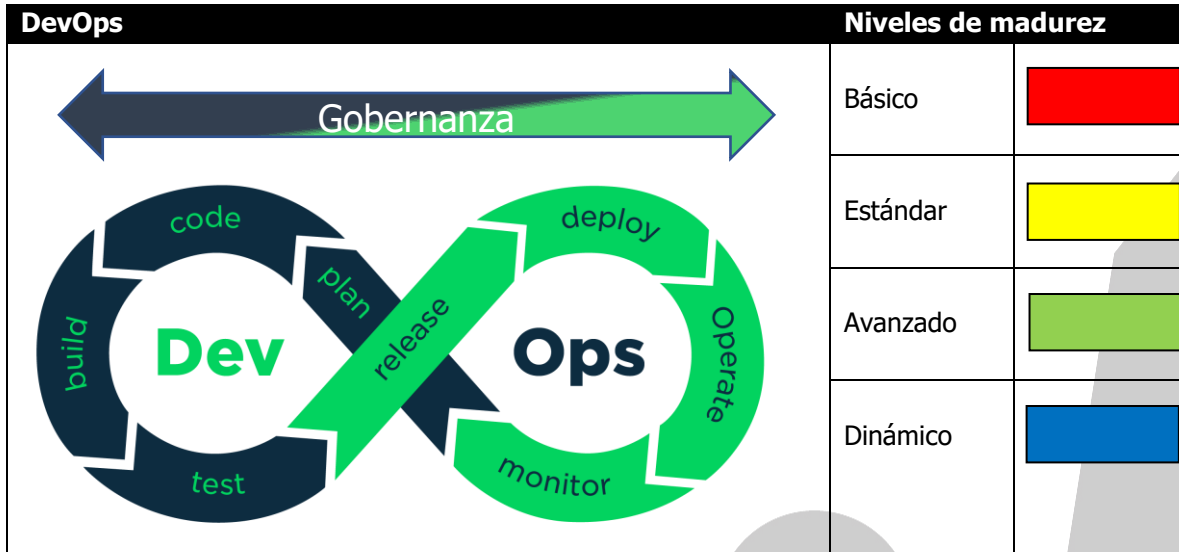 DevOps
Niveles de madurez
Gobernanza
code
plan
build
Dev
test
release
deploy
Ops
Operate
monitor
Básico
Estándar
Avanzado
Dinámico